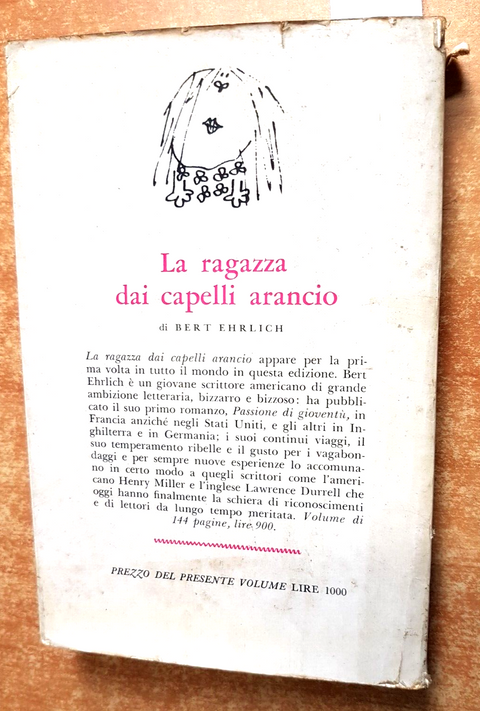 La ragazza
dai capelli arancio
di BERT EHRLICH
La ragazza dai capelli arancio appare per la pri-
ma volta in tutto il mondo in questa edizione. Bert
Ehrlich è un giovane scrittore americano di grande
ambizione letteraria, bizzarro e bizzoso: ha pubbli-
cato il suo primo romanzo, Passione di gioventù, in
Francia anziché negli Stati Uniti, e gli altri in In-
ghilterra e in Germania; i suoi continui viaggi, il
suo temperamento ribelle e il gusto per i vagabon-
daggi e per sempre nuove esperienze lo accomuna-
no in certo modo a quegli scrittori come l'ameri-
cano Henry Miller e l'inglese Lawrence Durrell che
oggi hanno finalmente la schiera di riconoscimenti
e di lettori da lungo tempo meritata. Volume di
144 pagine, lire 900.
PREZZO DEL PRESENTE VOLUME LIRE 1000